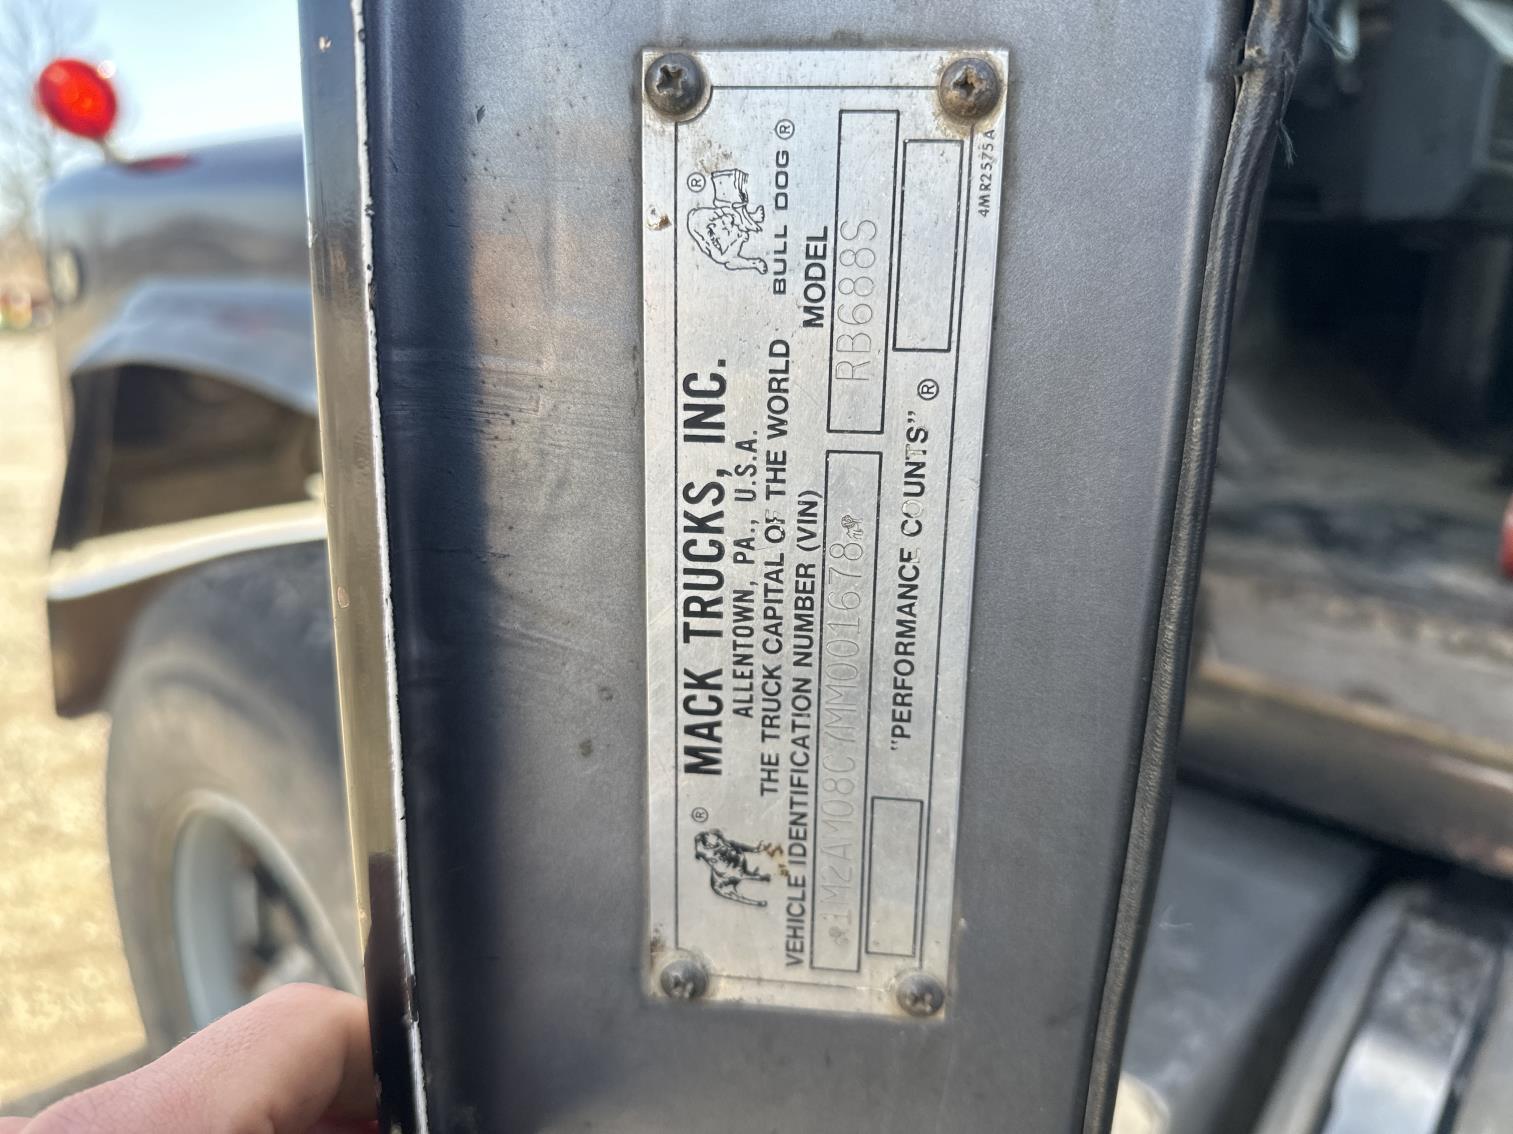 MACK TRUCKS, INC.
ALLENTOWN, PA., U.S.A.
THE TRUCK CAPITAL OF THE WORLD
®
®
BULL DOG ®
VEHICLE IDENTIFICATION NUMBER (VIN)
MODEL
1M2AM08CYMM001678
RB688S
"PERFORMANCE COUNTS" ®
4MR2575A